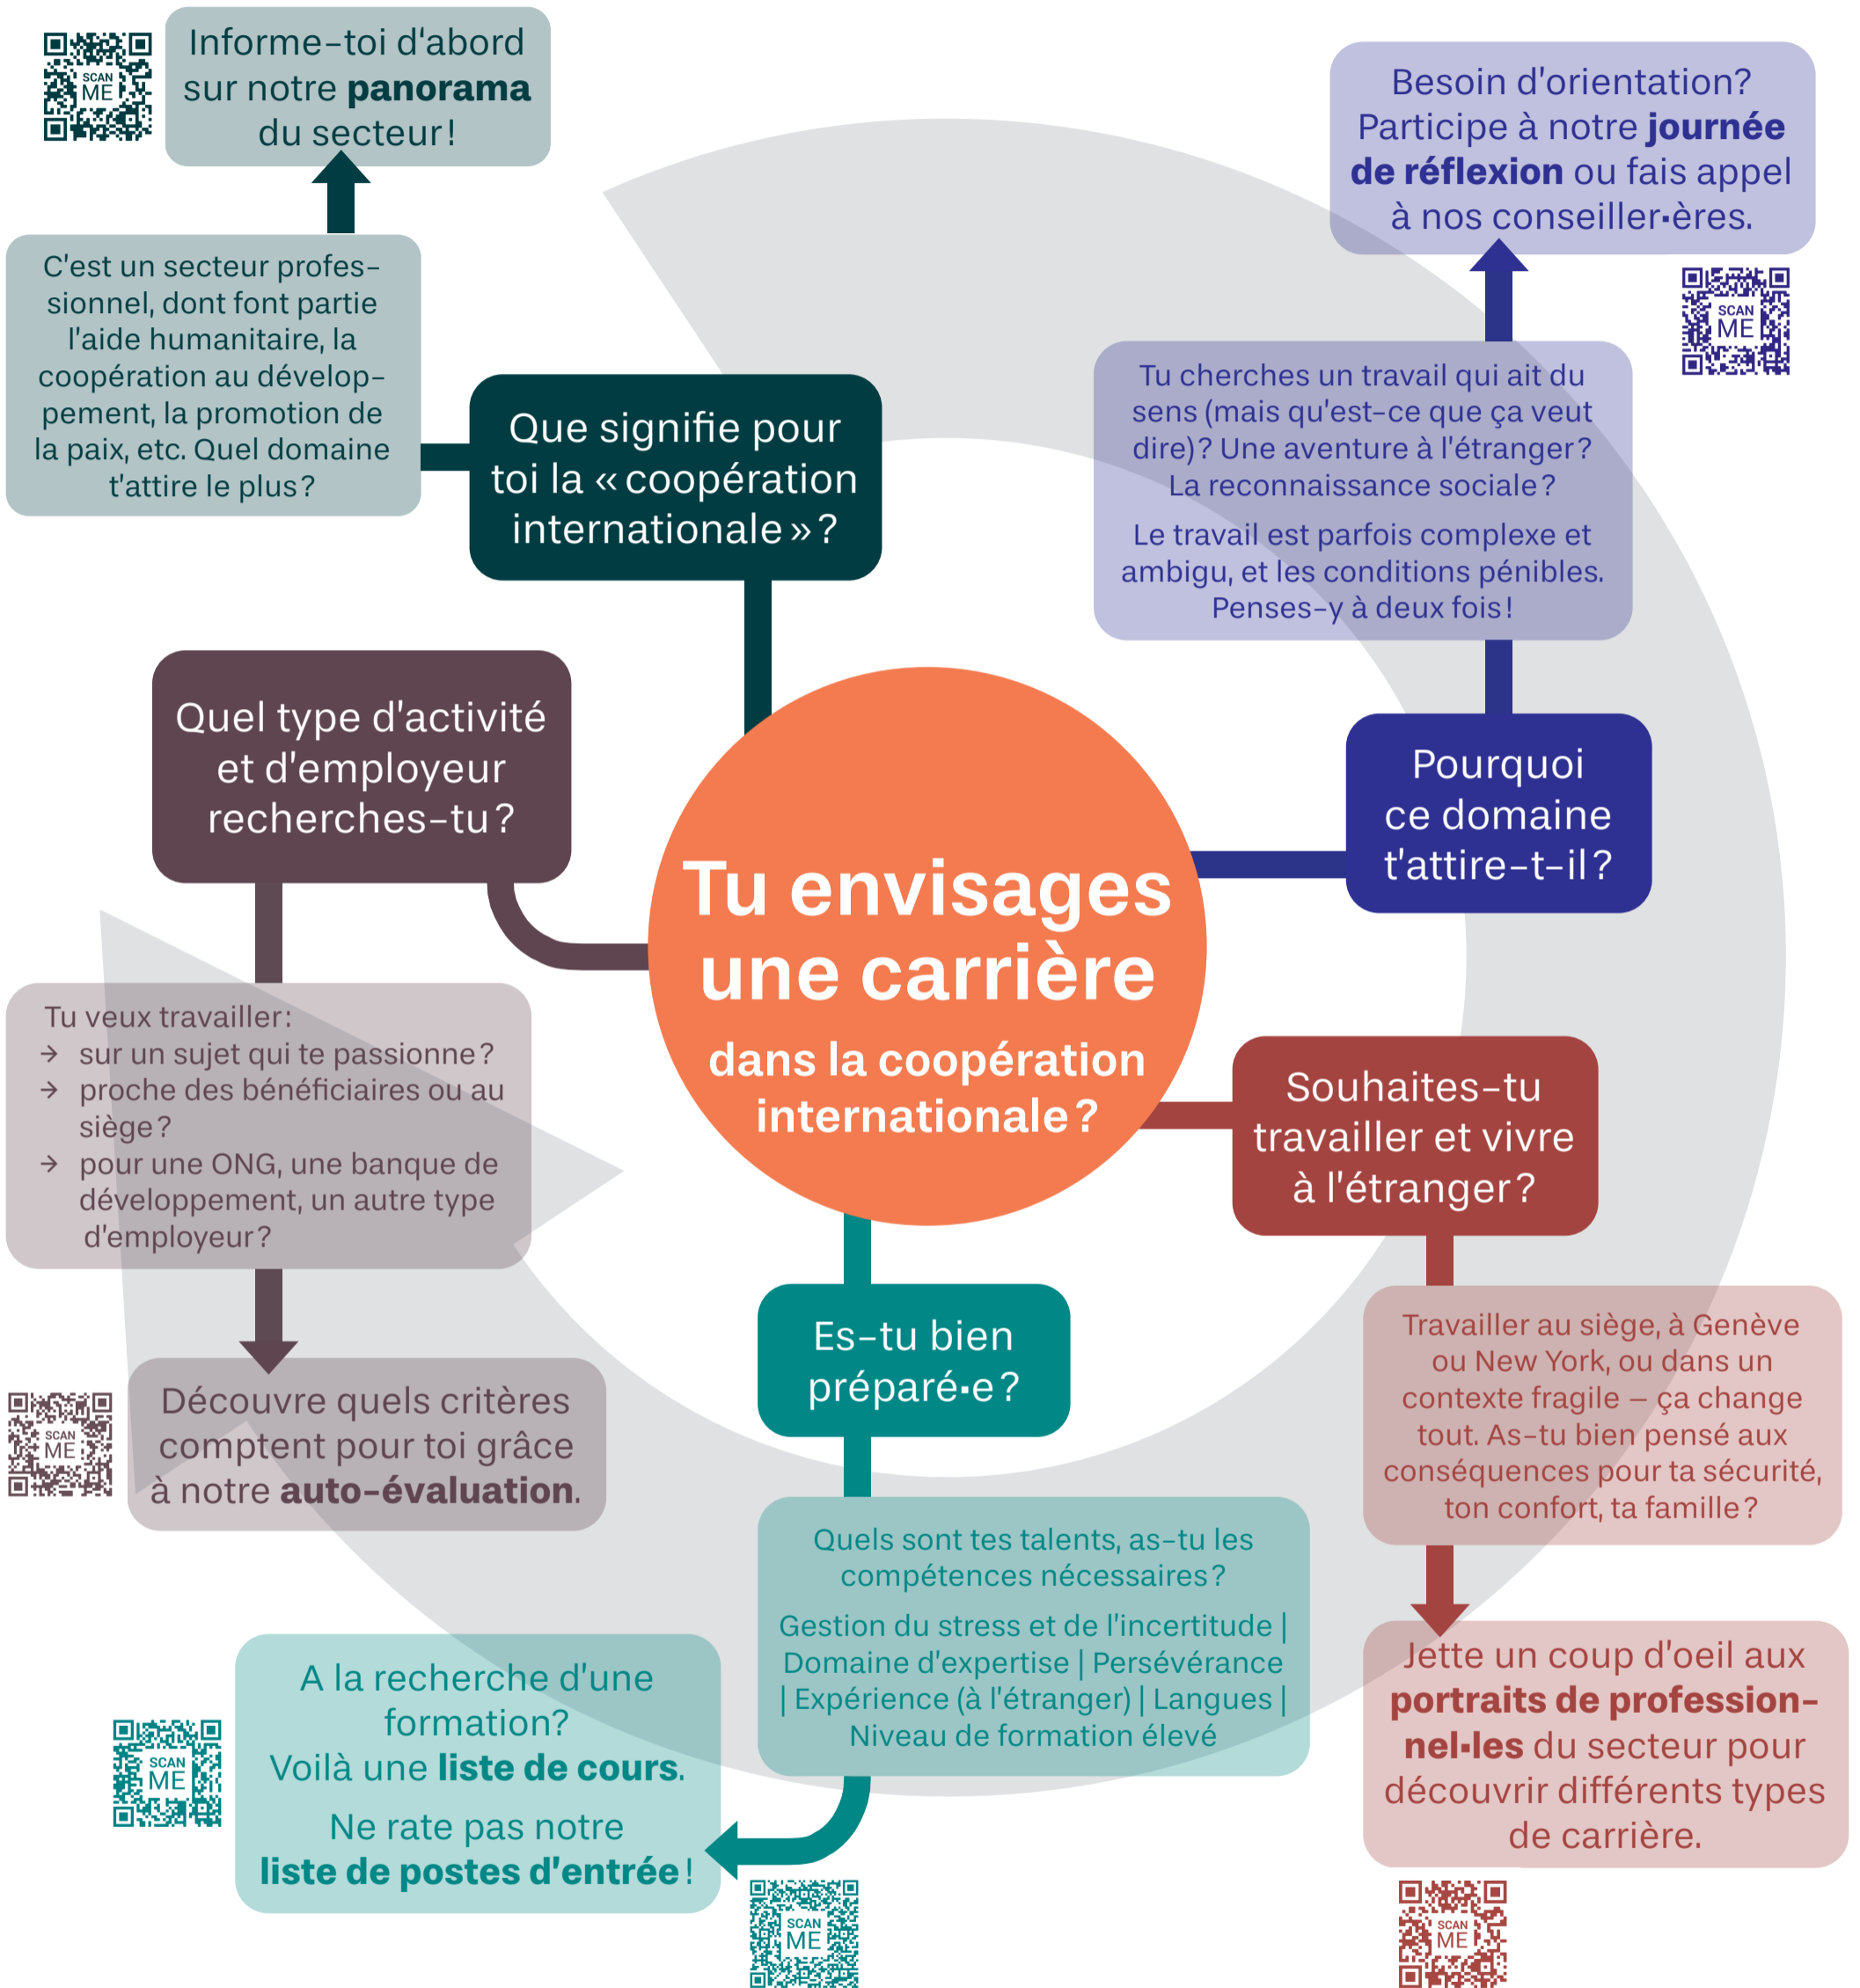 Tu envisages
une carrière
dans la coopération
internationale ?
Que signifie pour
toi la « coopération
internationale » ?
C'est un secteur profes-
sionnel, dont font partie
l'aide humanitaire, la
coopération au dévelop-
pement, la promotion de
la paix, etc. Quel domaine
t'attire le plus ?
Informe-toi d'abord
sur notre panorama
du secteur !
SCAN
ME
Pourquoi
ce domaine
t'attire-t-il ?
Tu cherches un travail qui ait du
sens (mais qu'est-ce que ça veut
dire) ? Une aventure à l'étranger ?
La reconnaissance sociale ?
Le travail est parfois complexe et
ambigu, et les conditions pénibles.
Penses-y à deux fois !
Besoin d'orientation?
Participe à notre journée
de réflexion ou fais appel
à nos conseiller·ères.
SCAN
ME
Souhaites-tu
travailler et vivre
à l'étranger ?
Travailler au siège, à Genève
ou New York, ou dans un
contexte fragile – ça change
tout. As-tu bien pensé aux
conséquences pour ta sécurité,
ton confort, ta famille ?
Jette un coup d'oeil aux
portraits de profession-
nel·les du secteur pour
découvrir différents types
de carrière.
SCAN
ME
Es-tu bien
préparé·e ?
Quels sont tes talents, as-tu les
compétences nécessaires ?
Gestion du stress et de l'incertitude |
Domaine d'expertise | Persévérance
| Expérience (à l'étranger) | Langues |
Niveau de formation élevé
A la recherche d'une
formation?
Voilà une liste de cours.
Ne rate pas notre
liste de postes d'entrée !
SCAN
ME
SCAN
ME
Quel type d'activité
et d'employeur
recherches-tu ?
Tu veux travailler :
→ sur un sujet qui te passionne ?
→ proche des bénéficiaires ou au
siège ?
→ pour une ONG, une banque de
développement, un autre type
d'employeur ?
Découvre quels critères
comptent pour toi grâce
à notre auto-évaluation.
SCAN
ME